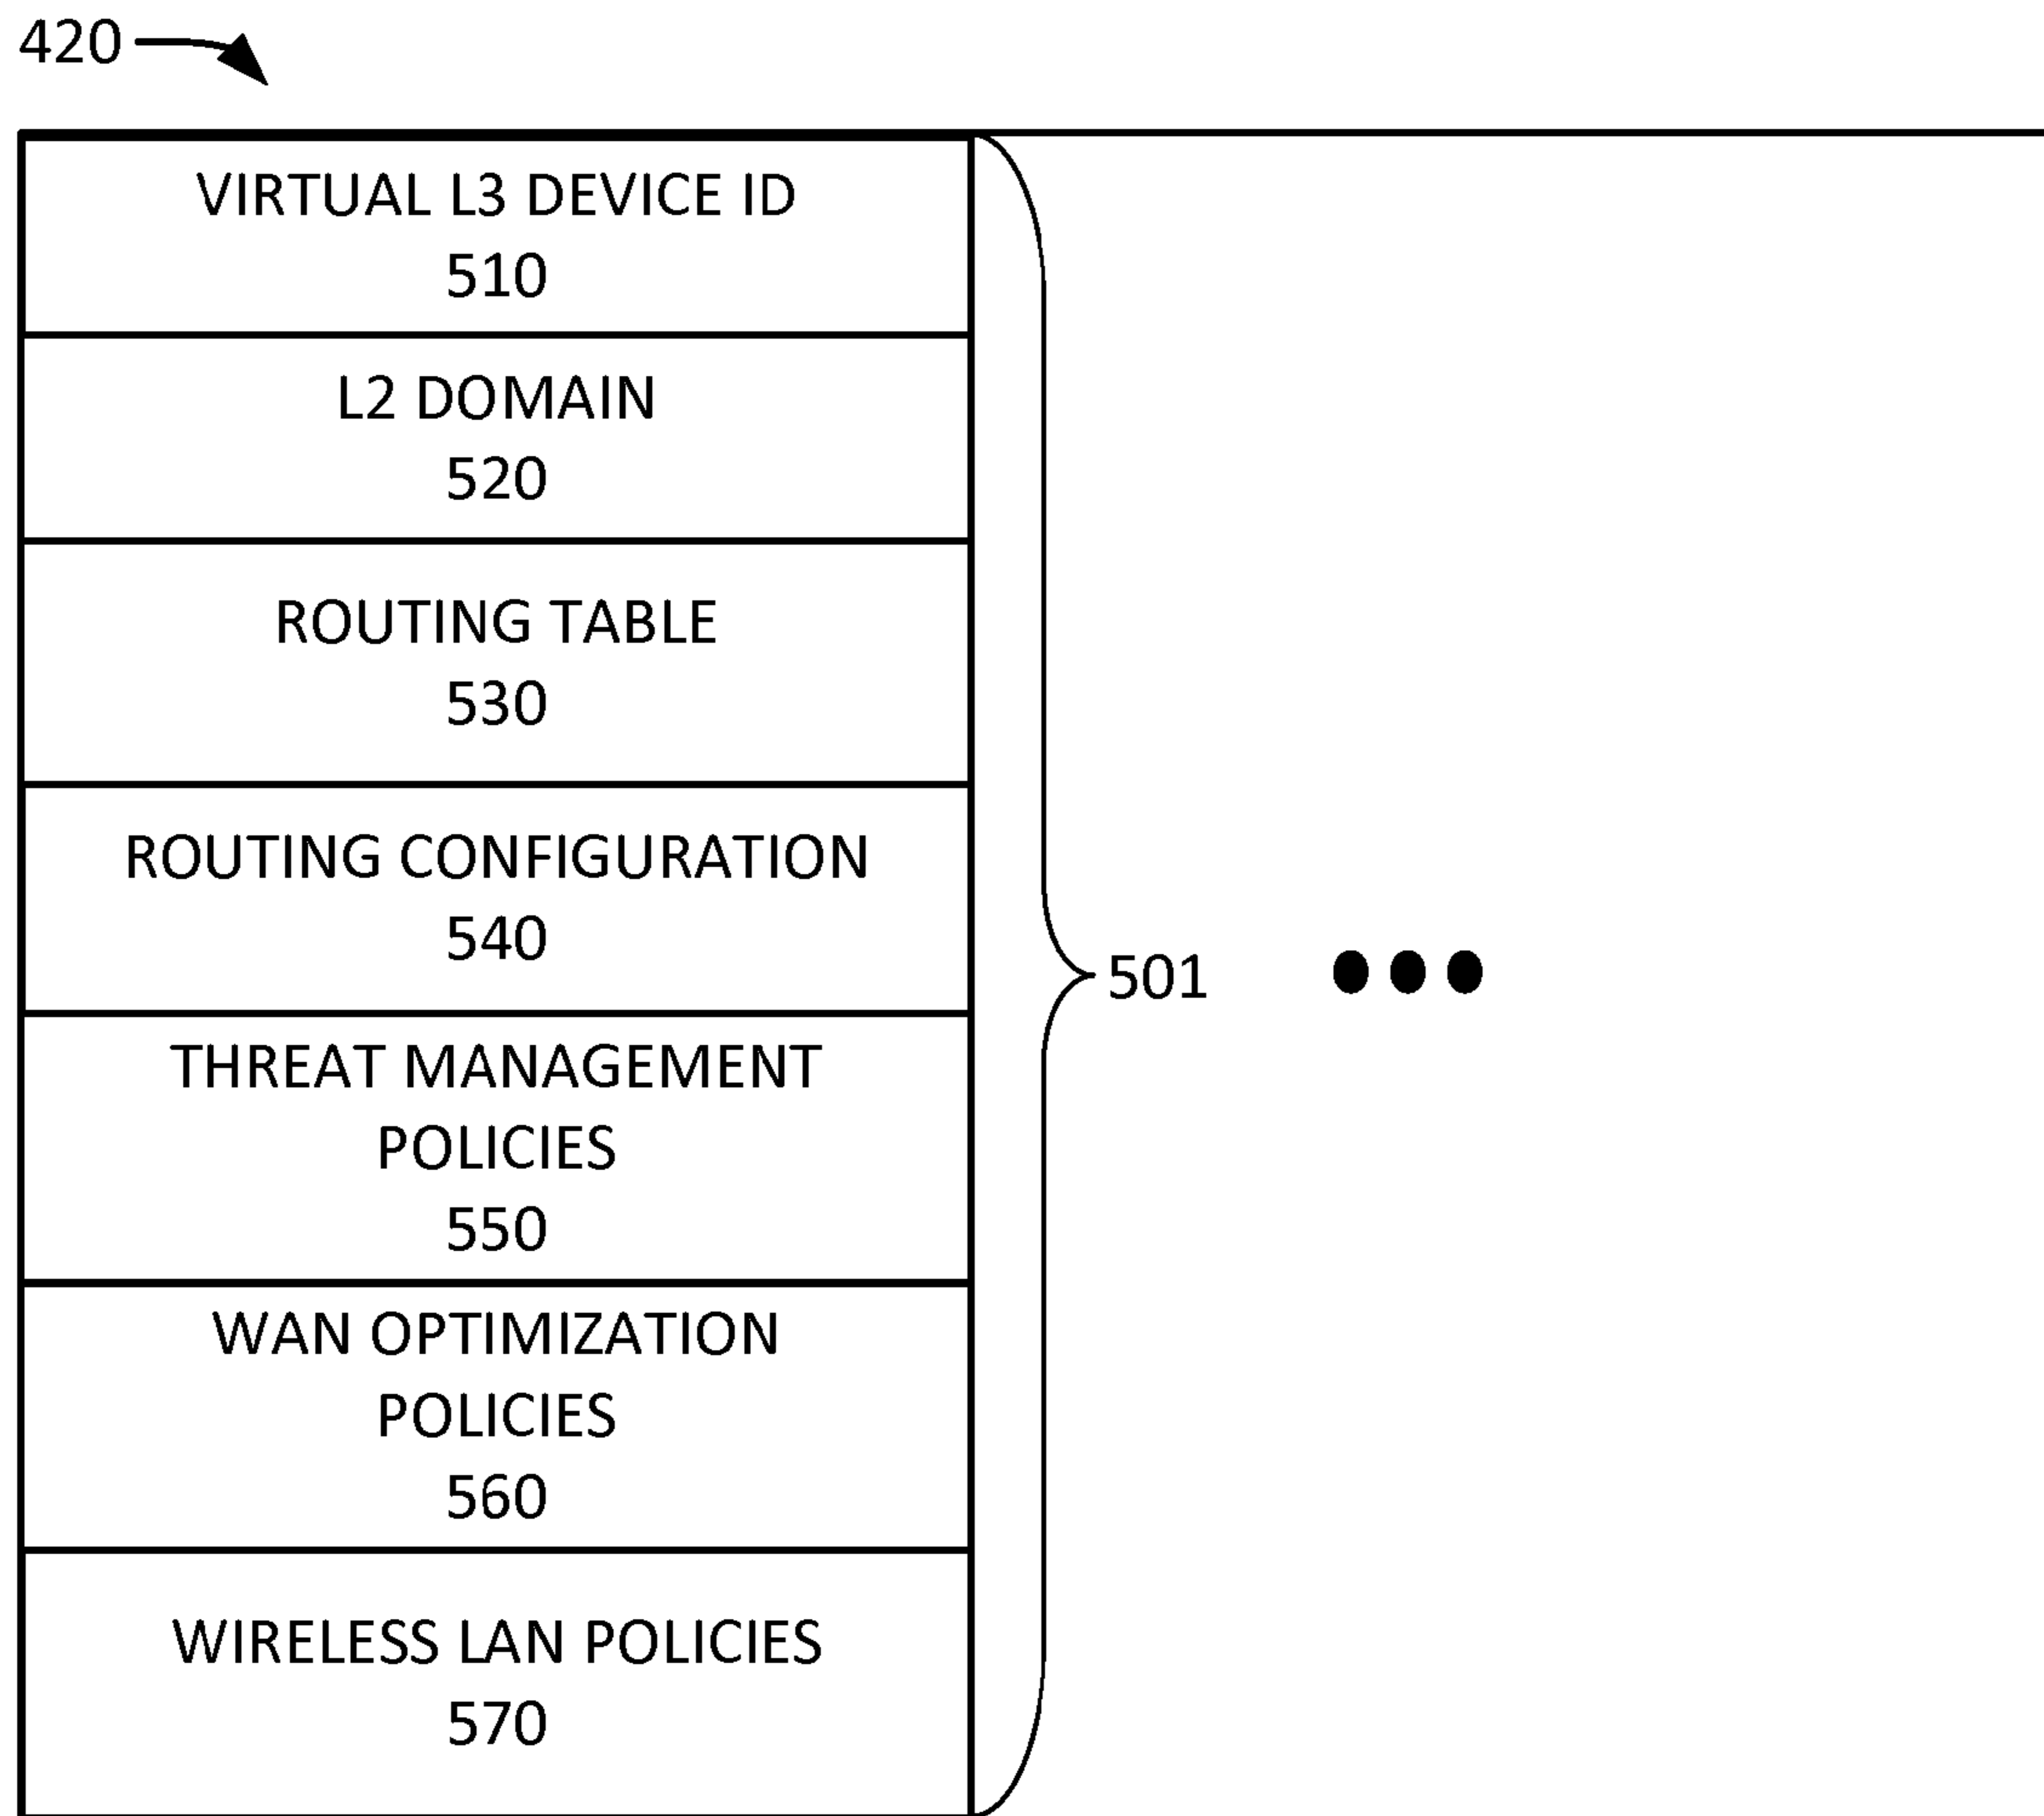 420
VIRTUAL L3 DEVICE ID
510
L2 DOMAIN
520
ROUTING TABLE
530
ROUTING CONFIGURATION
540
THREAT MANAGEMENT
POLICIES
550
WAN OPTIMIZATION
POLICIES
560
WIRELESS LAN POLICIES
570
501